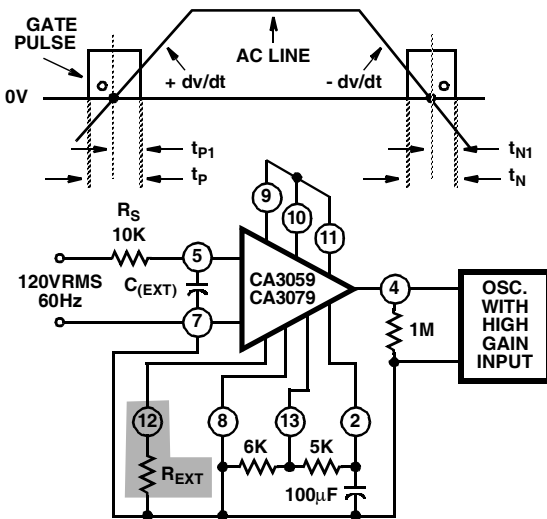 GATE
PULSE
AC LINE
+ dv/dt
- dv/dt
0V
tP1
tN1
tP
tN
9
10
11
RS
10K
5
120VRMS
60Hz
C(EXT)
7
CA3059
CA3079
4
1M
OSC.
WITH
HIGH
GAIN
INPUT
12
8
13
2
REXT
6K
5K
100μF